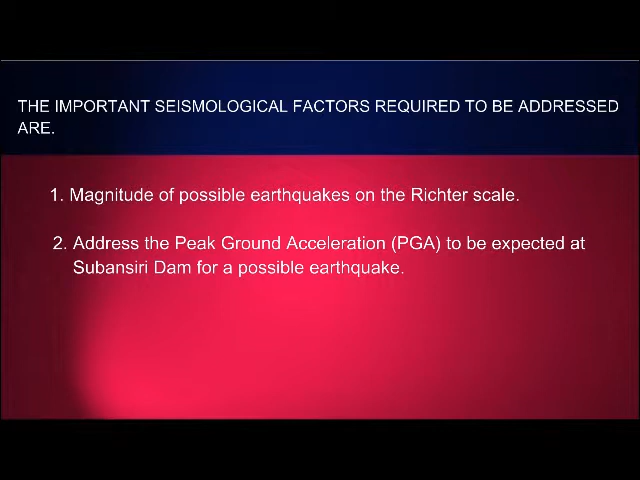 THE IMPORTANT SEISMOLOGICAL FACTORS REQUIRED TO BE ADDRESSED
ARE.
1. Magnitude of possible earthquakes on the Richter scale.
2. Address the Peak Ground Acceleration (PGA) to be expected at
Subansiri Dam for a possible earthquake.